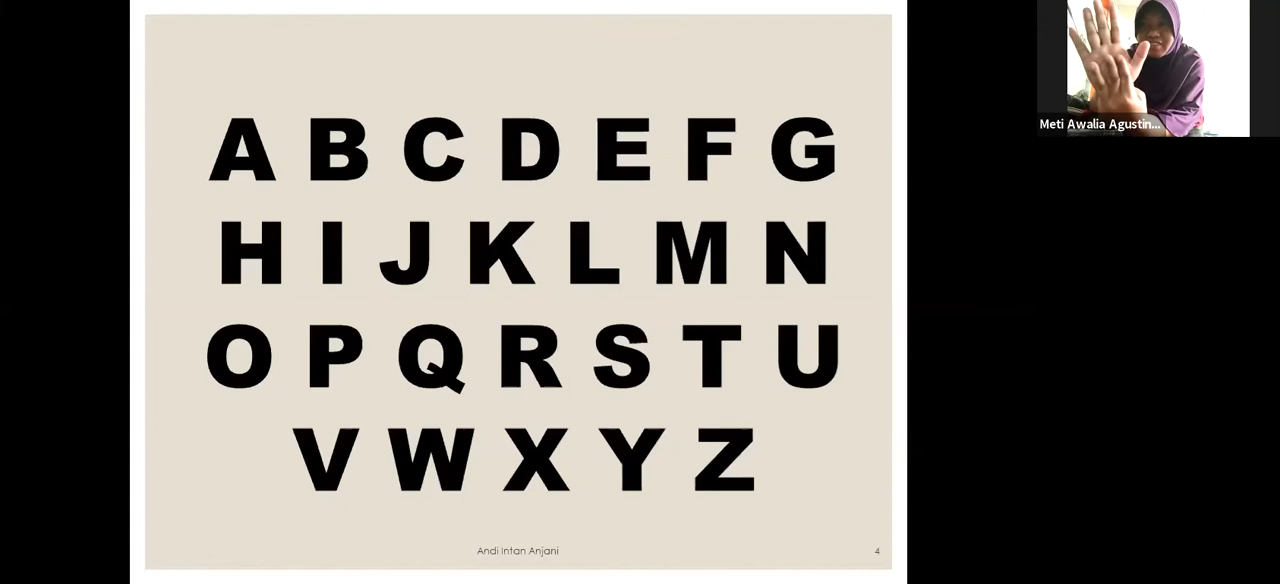 A B C D E F G
H I J K L M N
O P Q R S T U
V W X Y Z
Andi Intan Anjani
4
Meti Awalia Agustin...